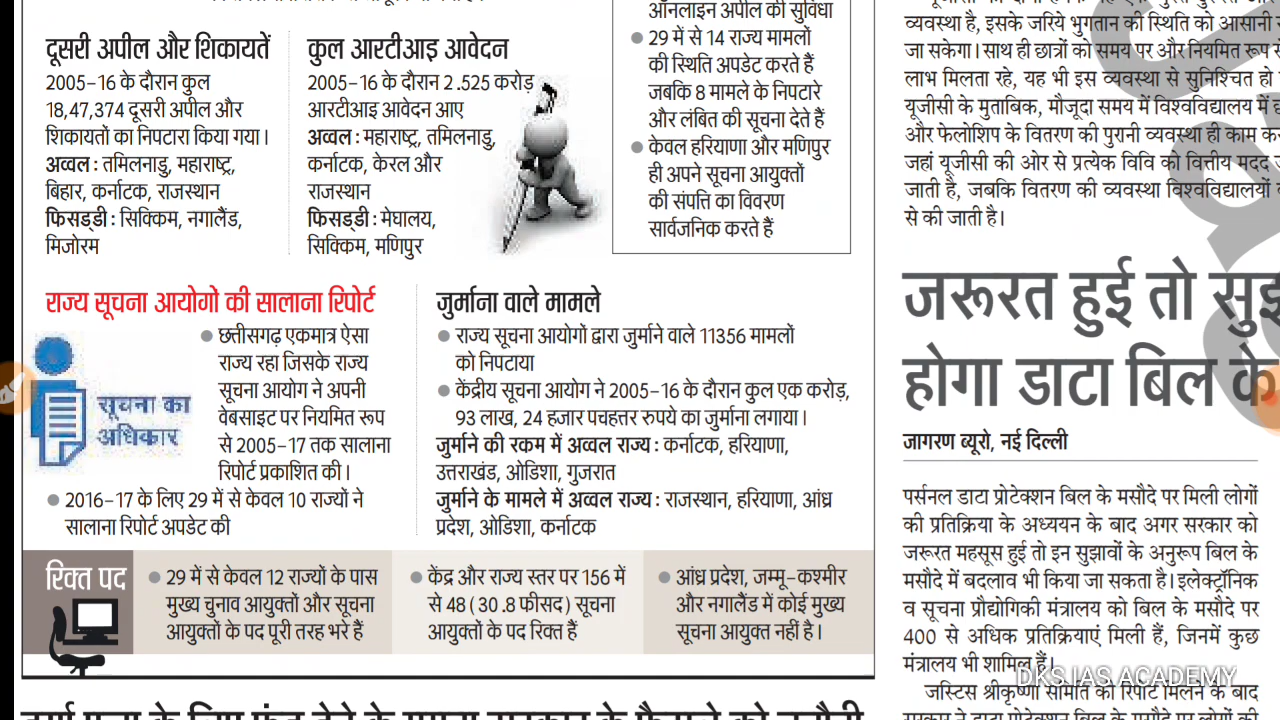 दूसरी अपील और शिकायतें
2005-16 के दौरान कुल
18,47,374 दूसरी अपील और
शिकायतों का निपटारा किया गया।
अव्वल : तमिलनाडु, महाराष्ट्र,
बिहार, कर्नाटक, राजस्थान
फिसड्डी : सिक्किम, नगालैंड,
मिजोरम
कुल आरटीआइ आवेदन
2005-16 के दौरान 2.525 करोड़
आरटीआइ आवेदन आए
अव्वल : महाराष्ट्र, तमिलनाडु,
कर्नाटक, केरल और
राजस्थान
फिसड्डी : मेघालय,
सिक्किम, मणिपुर
ऑनलाइन अपील की सुविधा
29 में से 14 राज्य मामलों
की स्थिति अपडेट करते हैं
जबकि 8 मामले के निपटारे
और लंबित की सूचना देते हैं
केवल हरियाणा और मणिपुर
ही अपने सूचना आयुक्तों
की संपत्ति का विवरण
सार्वजनिक करते हैं
राज्य सूचना आयोगों की सालाना रिपोर्ट
सूचना का
अधिकार
छत्तीसगढ़ एकमात्र ऐसा
राज्य रहा जिसके राज्य
सूचना आयोग ने अपनी
वेबसाइट पर नियमित रूप
से 2005-17 तक सालाना
रिपोर्ट प्रकाशित की।
2016-17 के लिए 29 में से केवल 10 राज्यों ने
सालाना रिपोर्ट अपडेट की
जुर्माना वाले मामले
राज्य सूचना आयोगों द्वारा जुर्माने वाले 11356 मामलों
को निपटाया
केंद्रीय सूचना आयोग ने 2005-16 के दौरान कुल एक करोड़,
93 लाख, 24 हजार पचहत्तर रुपये का जुर्माना लगाया।
जुर्माने की रकम में अव्वल राज्य : कर्नाटक, हरियाणा,
उत्तराखंड, ओडिशा, गुजरात
जुर्माने के मामले में अव्वल राज्य : राजस्थान, हरियाणा, आंध्र
प्रदेश, ओडिशा, कर्नाटक
रिक्त पद
29 में से केवल 12 राज्यों के पास
मुख्य चुनाव आयुक्तों और सूचना
आयुक्तों के पद पूरी तरह भरे हैं
केंद्र और राज्य स्तर पर 156 में
से 48 (30.8 फीसद) सूचना
आयुक्तों के पद रिक्त हैं
आंध्र प्रदेश, जम्मू-कश्मीर
और नगालैंड में कोई मुख्य
सूचना आयुक्त नहीं है।
व्यवस्था है, इसके जरिये भुगतान की स्थिति को आसानी
जा सकेगा। साथ ही छात्रों को समय पर और नियमित रूप
लाभ मिलता रहे, यह भी इस व्यवस्था से सुनिश्चित हो
यूजीसी के मुताबिक, मौजूदा समय में विश्वविद्यालय में
और फेलोशिप के वितरण की पुरानी व्यवस्था ही काम
जहां यूजीसी की ओर से प्रत्येक विवि को वित्तीय मदद
जाती है, जबकि वितरण की व्यवस्था विश्वविद्यालयों
से की जाती है।
जरूरत हुई तो
होगा डाटा बिल के
जागरण ब्यूरो, नई दिल्ली
पर्सनल डाटा प्रोटेक्शन बिल के मसौदे पर मिली लोगों
की प्रतिक्रिया के अध्ययन के बाद अगर सरकार को
जरूरत महसूस हुई तो इन सुझावों के अनुरूप बिल के
मसौदे में बदलाव भी किया जा सकता है। इलेक्ट्रॉनिक
व सूचना प्रौद्योगिकी मंत्रालय को बिल के मसौदे पर
400 से अधिक प्रतिक्रियाएं मिली हैं, जिनमें कुछ
मंत्रालय भी शामिल हैं।
जस्टिस श्रीकृष्णा समिति की रिपोर्ट मिलने के बाद
DKS IAS ACADEMY